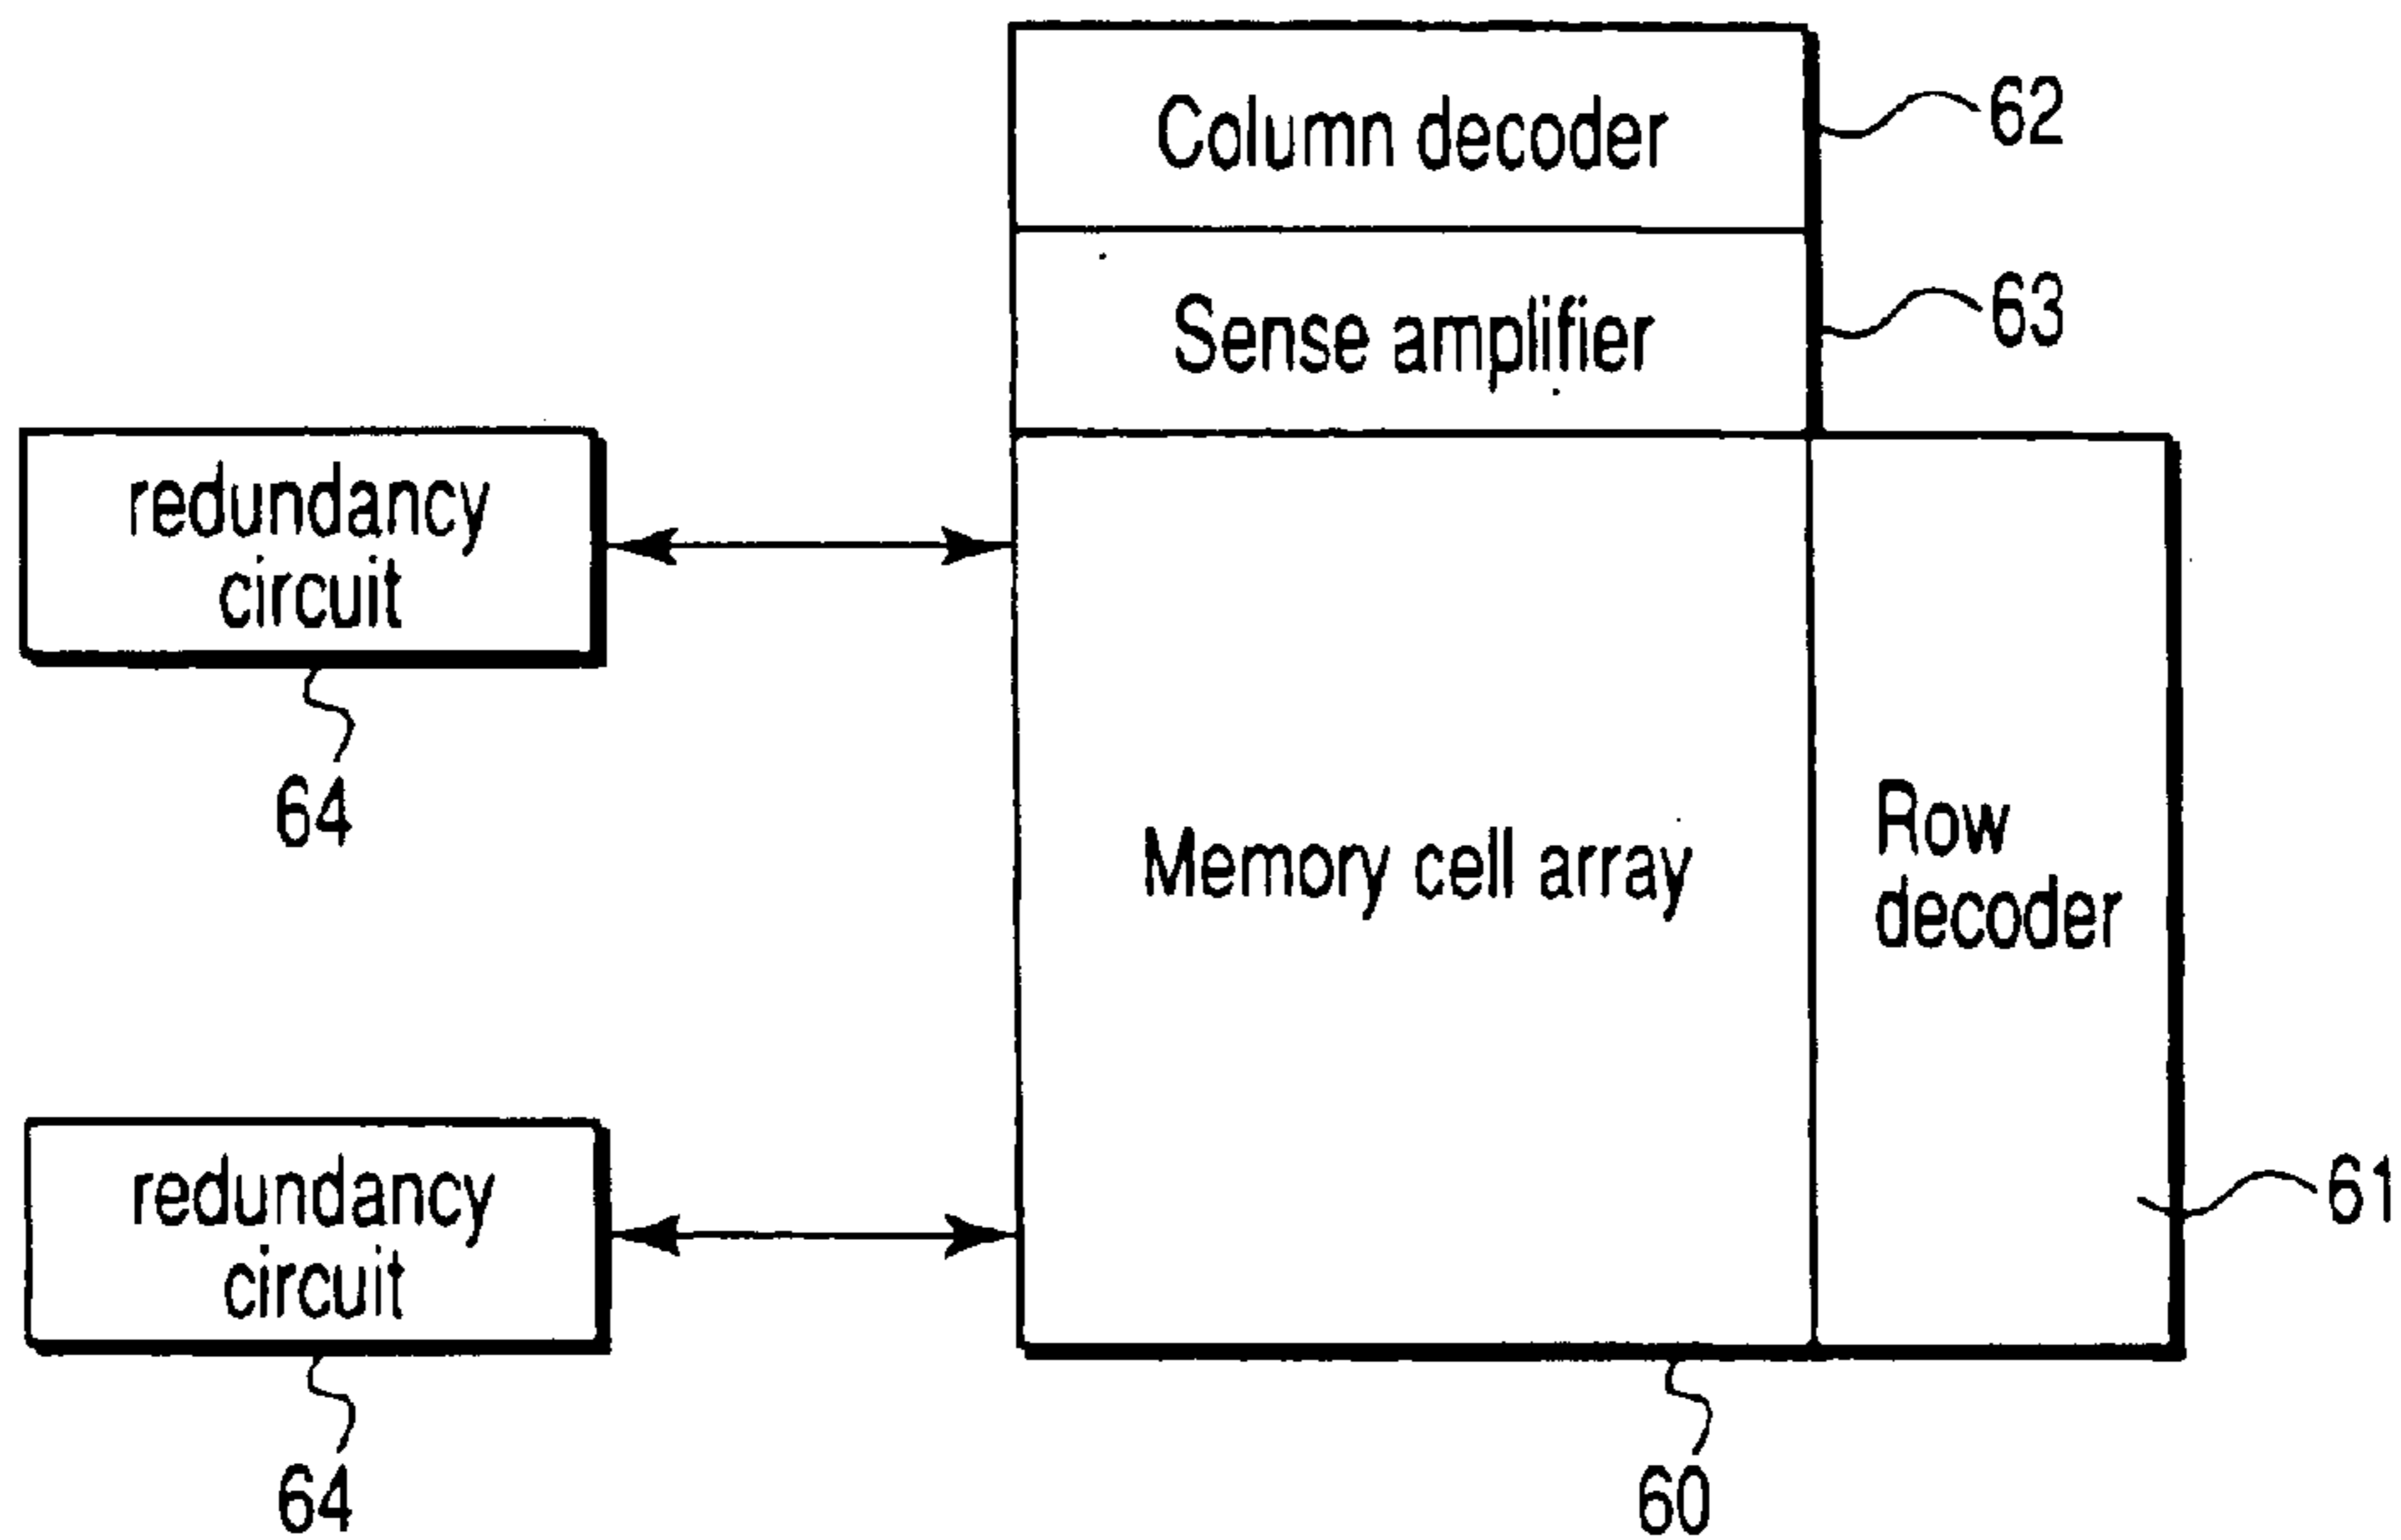 Column decoder
62
Sense amplifier
63
redundancy
circuit
64
Memory cell array
Row
decoder
61
redundancy
circuit
64
60